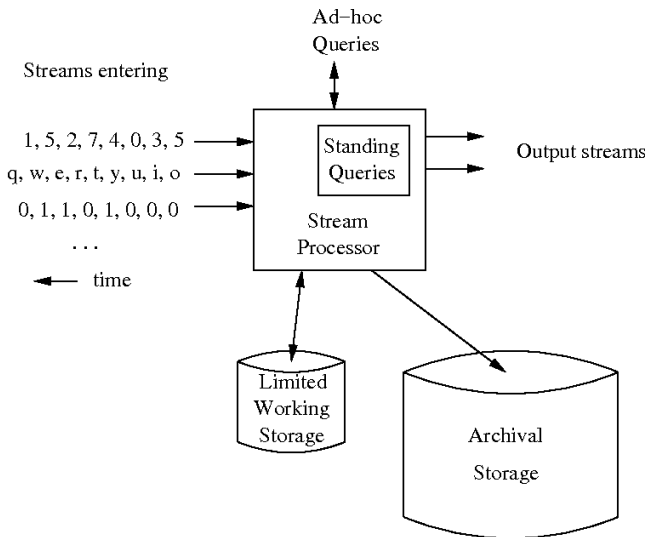 Ad-hoc
Queries
Streams entering
1, 5, 2, 7, 4, 0, 3, 5
q, w, e, r, t, y, u, i, o
0, 1, 1, 0, 1, 0, 0, 0
. . .
time
Standing
Queries
Stream
Processor
Output streams
Limited
Working
Storage
Archival
Storage